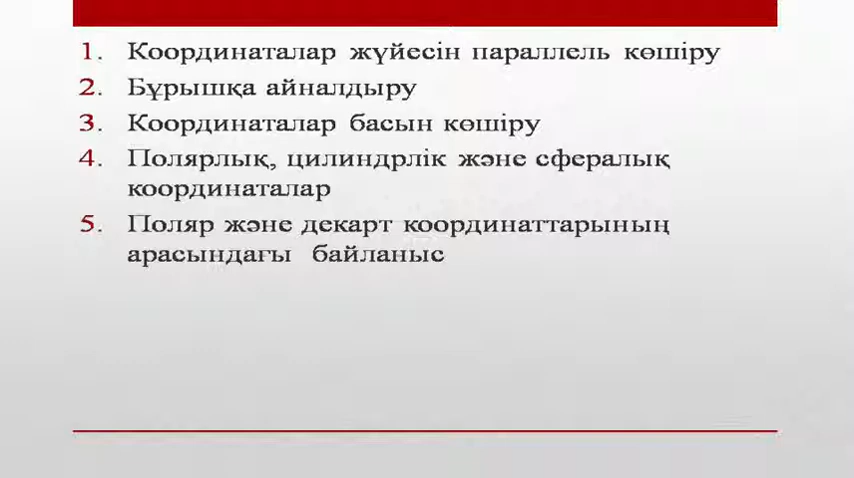 1. Координаталар жүйесін параллель көшіру
2. Бұрышқа айналдыру
3. Координаталар басын көшіру
4. Полярлық, цилиндрлік және сфералық
координаталар
5. Поляр және декарт координаттарының
арасындағы байланыс